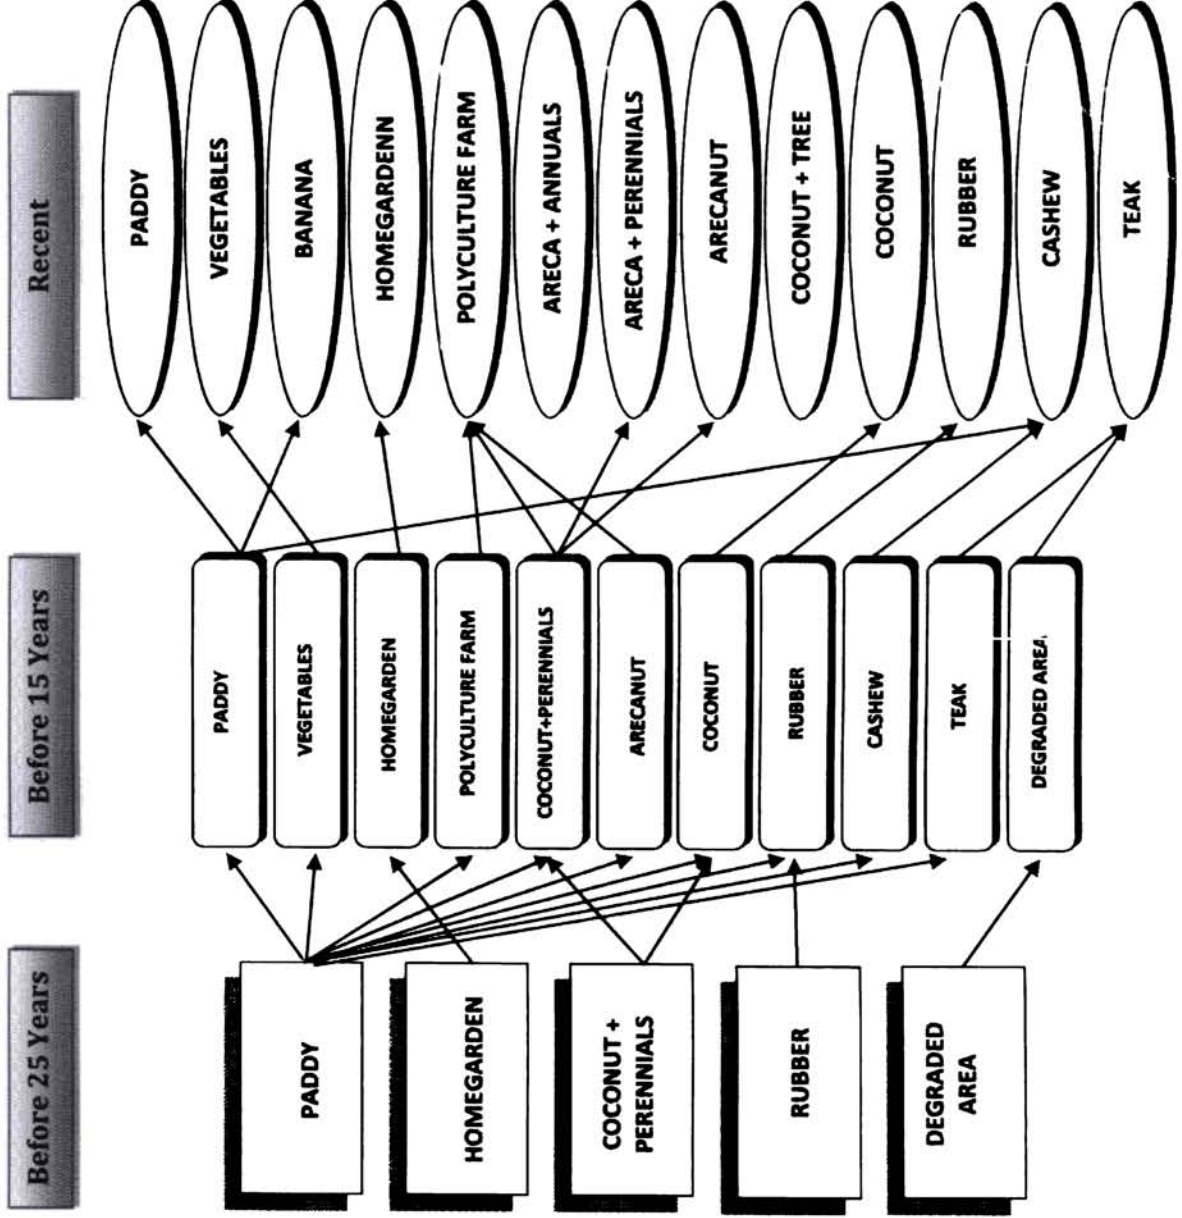 Before 25 Years
Before 15 Years
Recent
PADDY
HOMEGARDEN
COCONUT +
PERENNIALS
RUBBER
DEGRADED
AREA
PADDY
VEGETABLES
HOMEGARDEN
POLYCULTURE FARM
COCONUT+PERENNIALS
ARECANUT
COCONUT
RUBBER
CASHEW
TEAK
DEGRADED AREA
PADDY
VEGETABLES
BANANA
HOMEGARDENN
POLYCULTURE FARM
ARECA + ANNUALS
ARECA + PERENNIALS
ARECANUT
COCONUT + TREE
COCONUT
RUBBER
CASHEW
TEAK